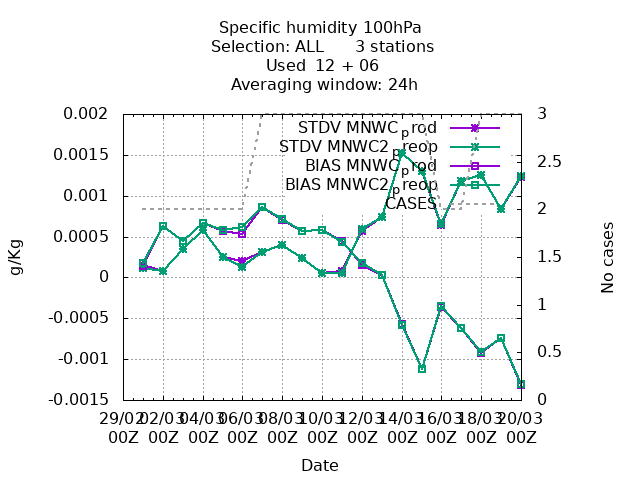 Specific humidity 100hPa
Selection: ALL      3 stations
Used  12 + 06
Averaging window: 24h
0.002
0.0015
0.001
0.0005
0
-0.0005
-0.001
-0.0015
g/Kg
STDV MNWCprod
STDV MNWC2preop
BIAS MNWCprod
BIAS MNWC2preop
CASES
3
2.5
2
1.5
1
0.5
0
No cases
29/02 02/03 04/03 06/03 08/03 10/03 12/03 14/03 16/03 18/03 20/03
00Z 00Z 00Z 00Z 00Z 00Z 00Z 00Z 00Z 00Z 00Z
Date